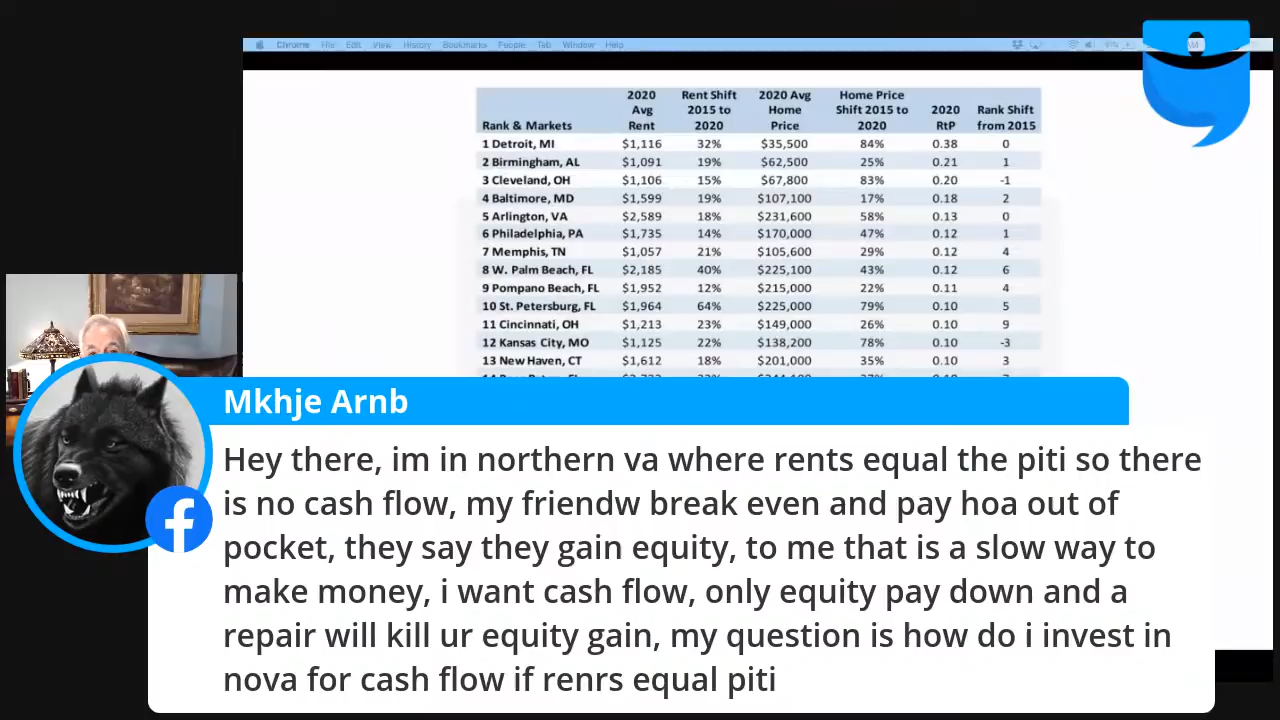 Chrome File Edit View History Bookmarks People Tab Window Help
Rank & Markets 2020 Avg Rent Rent Shift 2015 to 2020 2020 Avg Home Price Home Price Shift 2015 to 2020 2020 RtP Rank Shift from 2015
1 Detroit, MI $1,116 32% $35,500 84% 0.38 0
2 Birmingham, AL $1,091 19% $62,500 25% 0.21 1
3 Cleveland, OH $1,106 15% $67,800 83% 0.20 -1
4 Baltimore, MD $1,599 19% $107,100 17% 0.18 2
5 Arlington, VA $2,589 18% $231,600 58% 0.13 0
6 Philadelphia, PA $1,735 14% $170,000 47% 0.12 1
7 Memphis, TN $1,057 21% $105,600 29% 0.12 4
8 W. Palm Beach, FL $2,185 40% $225,100 43% 0.12 6
9 Pompano Beach, FL $1,952 12% $215,000 22% 0.11 4
10 St. Petersburg, FL $1,964 64% $225,000 79% 0.10 5
11 Cincinnati, OH $1,213 23% $149,000 26% 0.10 9
12 Kansas City, MO $1,125 22% $138,200 78% 0.10 -3
13 New Haven, CT $1,612 18% $201,000 35% 0.10 3
Mkhje Arnb
Hey there, im in northern va where rents equal the piti so there
is no cash flow, my friendw break even and pay hoa out of
pocket, they say they gain equity, to me that is a slow way to
make money, i want cash flow, only equity pay down and a
repair will kill ur equity gain, my question is how do i invest in
nova for cash flow if renrs equal piti